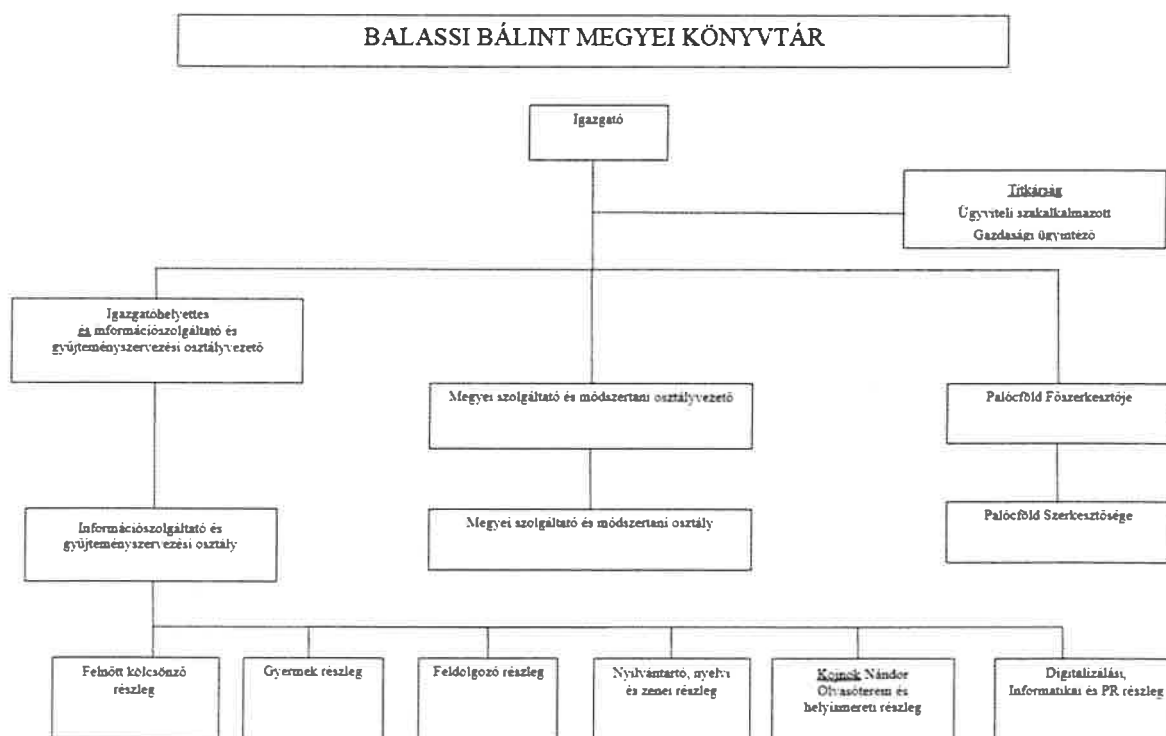 BALASSI BÁLINT MEGYEI KÖNYVTÁR
Igazgató
Titkárság
Ügyviteli szakalkalmazott
Gazdasági ügyintéző
Igazgatóhelyettes
és információszolgáltató és
gyűjteményszervezési osztályvezető
Megyei szolgáltató és módszertani osztályvezető
Palócföld Főszerkesztője
Információszolgáltató és
gyűjteményszervezési osztály
Megyei szolgáltató és módszertani osztály
Palócföld Szerkesztősége
Felnőtt kölcsönző
részleg
Gyermek részleg
Feldolgozó részleg
Nyilvántartó, nyelvi
és zenei részleg
Kojnok Nándor
Olvasóterem és
helyismereti részleg
Digitalizálási,
Informatikai és PR részleg